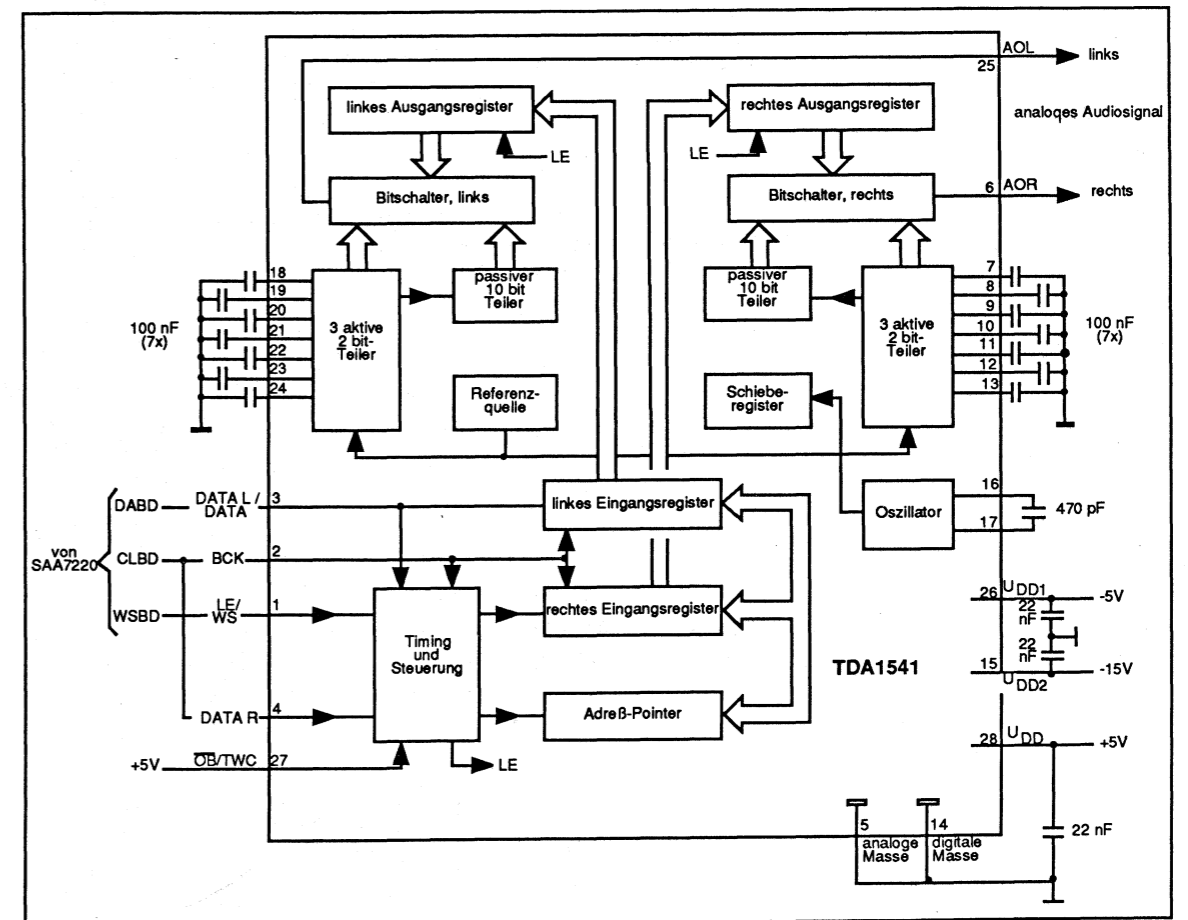 AOL
25
links
linkes Ausgangsregister
rechtes Ausgangsregister
analoqes Audiosignal
LE
LE
Bitschalter, links
Bitschalter, rechts
6
AOR
rechts
18
19
20
21
22
23
24
100 nF
(7x)
3 aktive
2 bit-
Teiler
passiver
10 bit
Teiler
passiver
10 bit
Teiler
3 aktive
2 bit-
Teiler
7
8
9
10
11
12
13
100 nF
(7x)
Referenz-
quelle
Schiebe-
register
DABD
DATA L /
DATA
3
linkes Eingangsregister
Oszillator
16
17
470 pF
von
SAA7220
CLBD
BCK
2
WSBD
LE/
WS
1
rechtes Eingangsregister
Timing
und
Steuerung
26
UDD1
-5V
22
nF
22
nF
TDA1541
15
UDD2
-15V
DATA R
4
Adreß-Pointer
28
UDD
+5V
+5V
OB/TWC
27
LE
5
analoge
Masse
14
digitale
Masse
22 nF